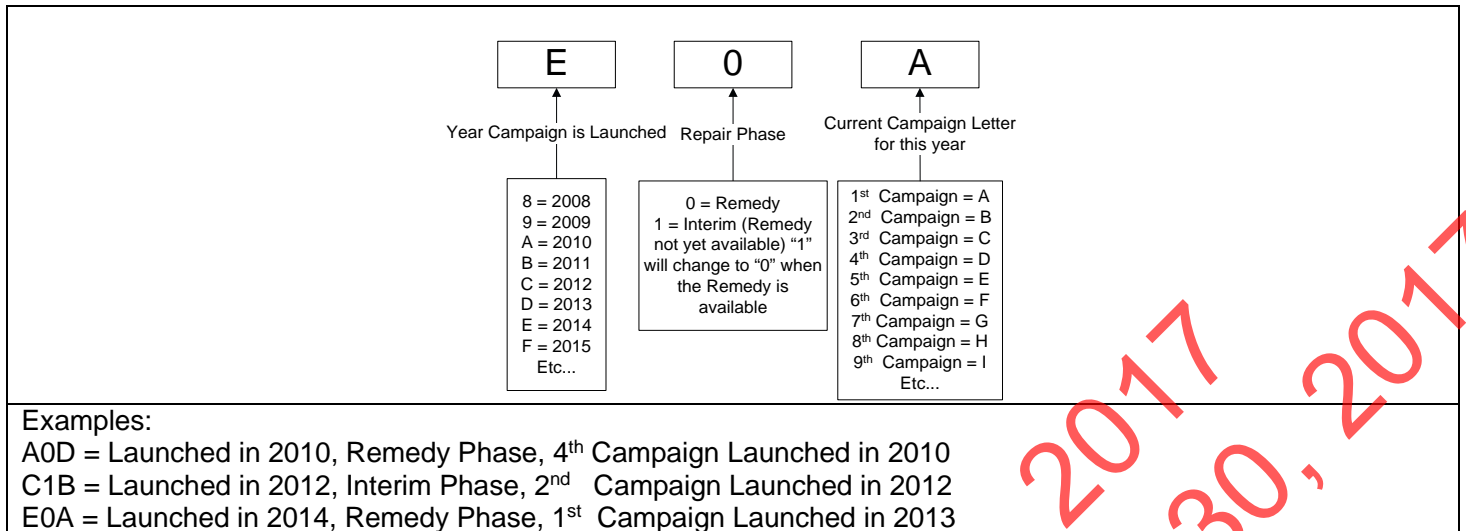 E
0
A
Year Campaign is Launched
Repair Phase
Current Campaign Letter
for this year
8 = 2008
9 = 2009
A = 2010
B = 2011
C = 2012
D = 2013
E = 2014
F = 2015
Etc...
0 = Remedy
1 = Interim (Remedy
not yet available) “1”
will change to “0” when
the Remedy is
available
1st Campaign = A
2nd Campaign = B
3rd Campaign = C
4th Campaign = D
5th Campaign = E
6th Campaign = F
7th Campaign = G
8th Campaign = H
9th Campaign = I
Etc...
Examples:
A0D = Launched in 2010, Remedy Phase, 4th Campaign Launched in 2010
C1B = Launched in 2012, Interim Phase, 2nd Campaign Launched in 2012
E0A = Launched in 2014, Remedy Phase, 1st Campaign Launched in 2013
2017
30, 2017